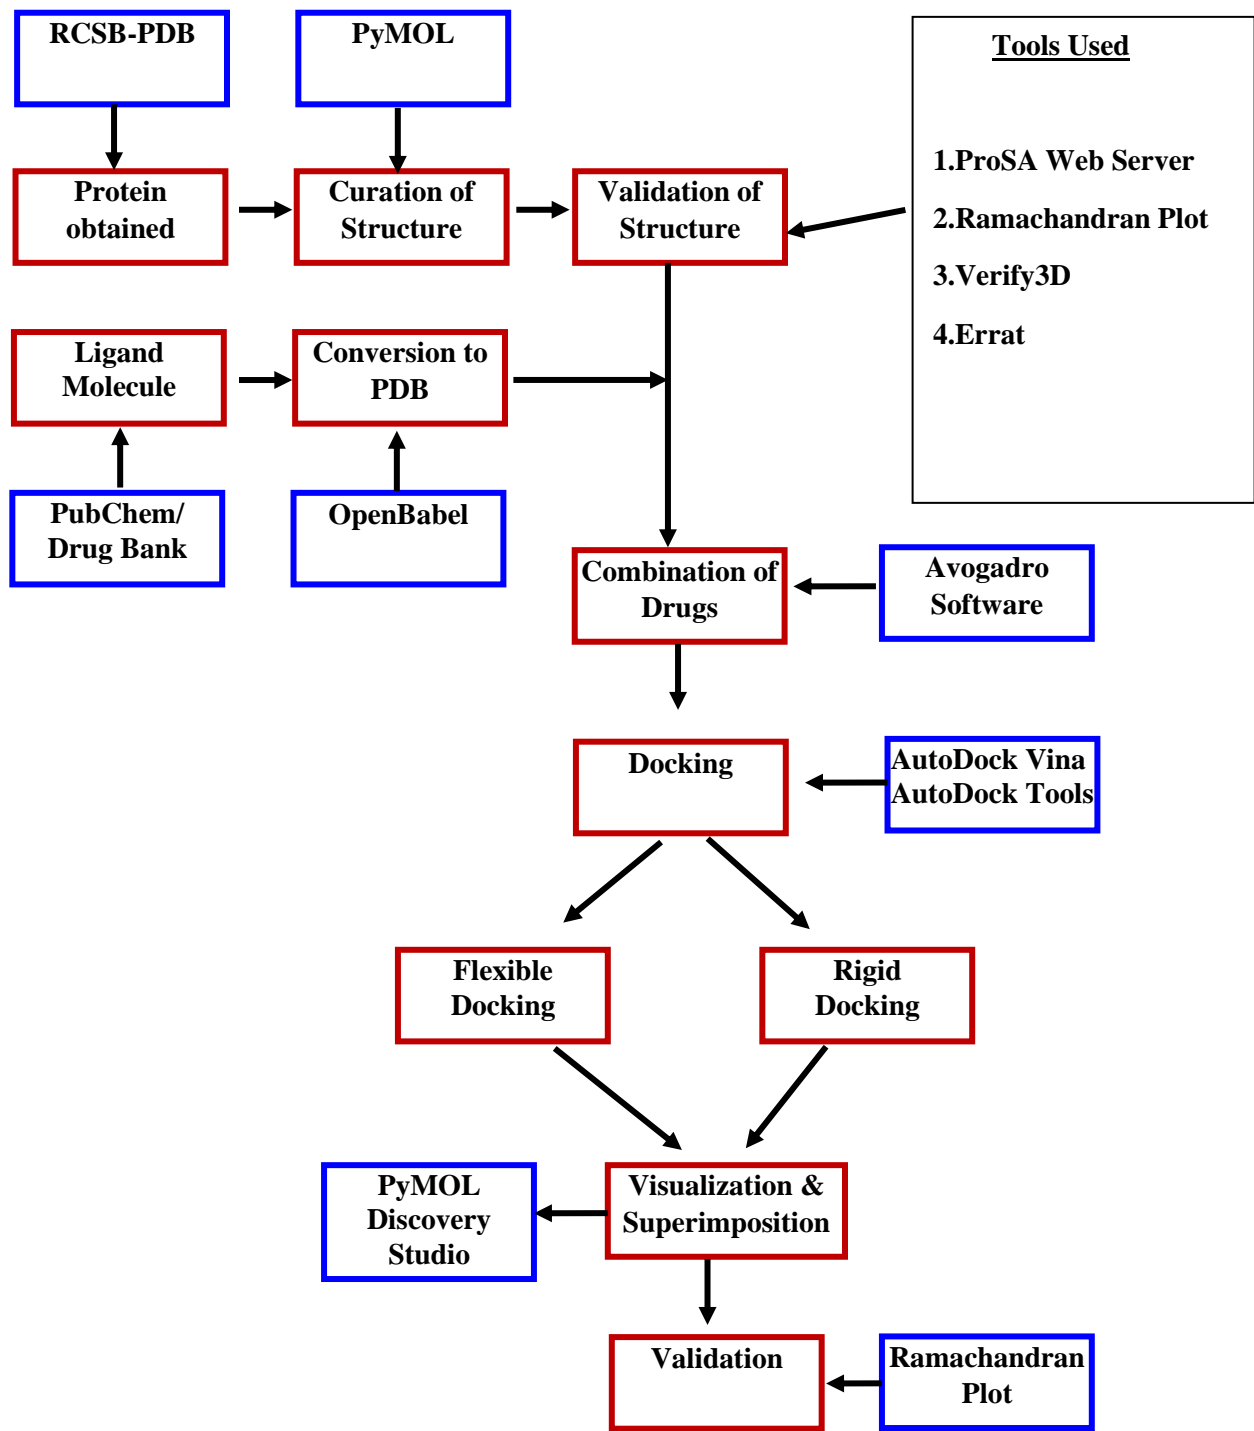 RCSB-PDB
PyMOL
Tools Used
1.ProSA Web Server
2.Ramachandran Plot
3.Verify3D
4.Errat
Protein
obtained
Curation of
Structure
Validation of
Structure
Ligand
Molecule
Conversion to
PDB
PubChem/
Drug Bank
OpenBabel
Combination of
Drugs
Avogadro
Software
Docking
AutoDock Vina
AutoDock Tools
Flexible
Docking
Rigid
Docking
PyMOL
Discovery
Studio
Visualization &
Superimposition
Validation
Ramachandran
Plot